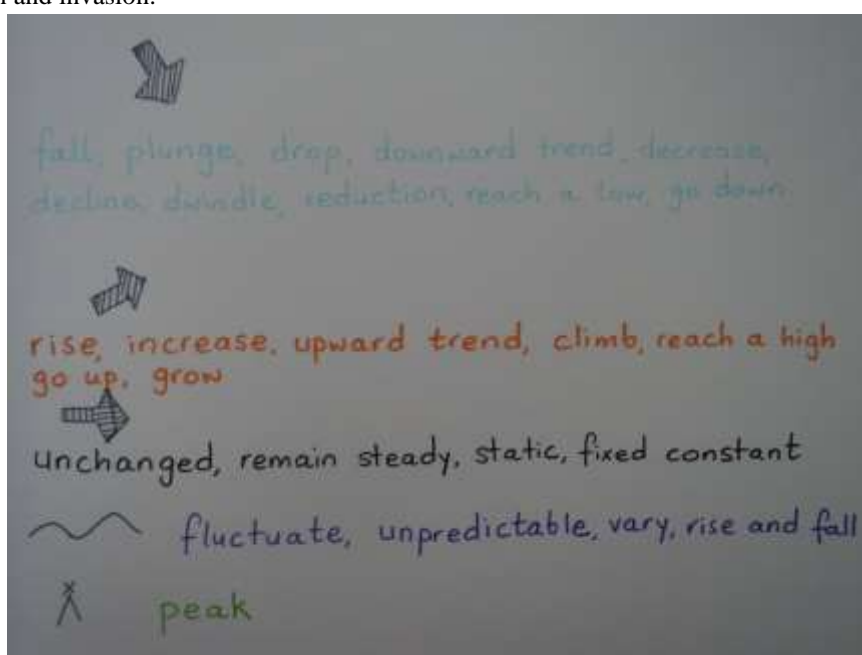 fall, plunge, drop, downward trend, decrease,
decline, dwindle, reduction, reach a low, go down
rise, increase, upward trend, climb, reach a high
go up, grow
unchanged, remain steady, static, fixed constant
fluctuate, unpredictable, vary, rise and fall
peak